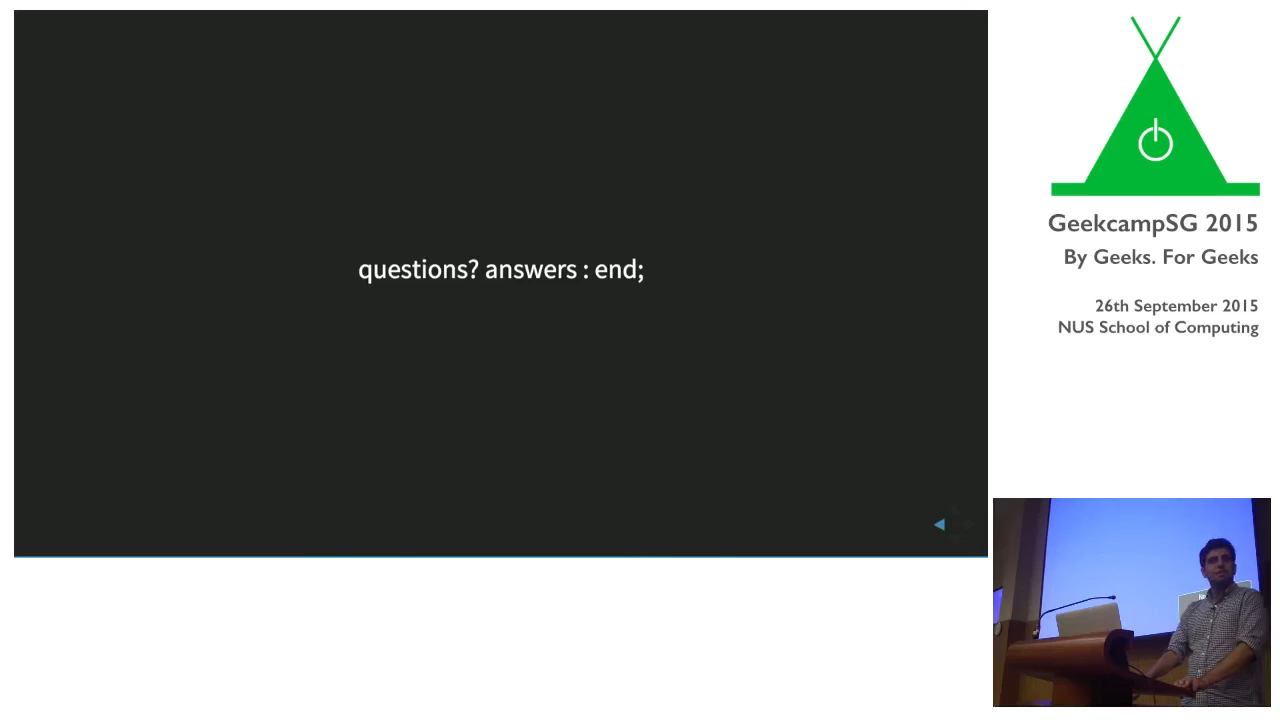 questions? answers : end;
GeekcampSG 2015
By Geeks. For Geeks
26th September 2015
NUS School of Computing